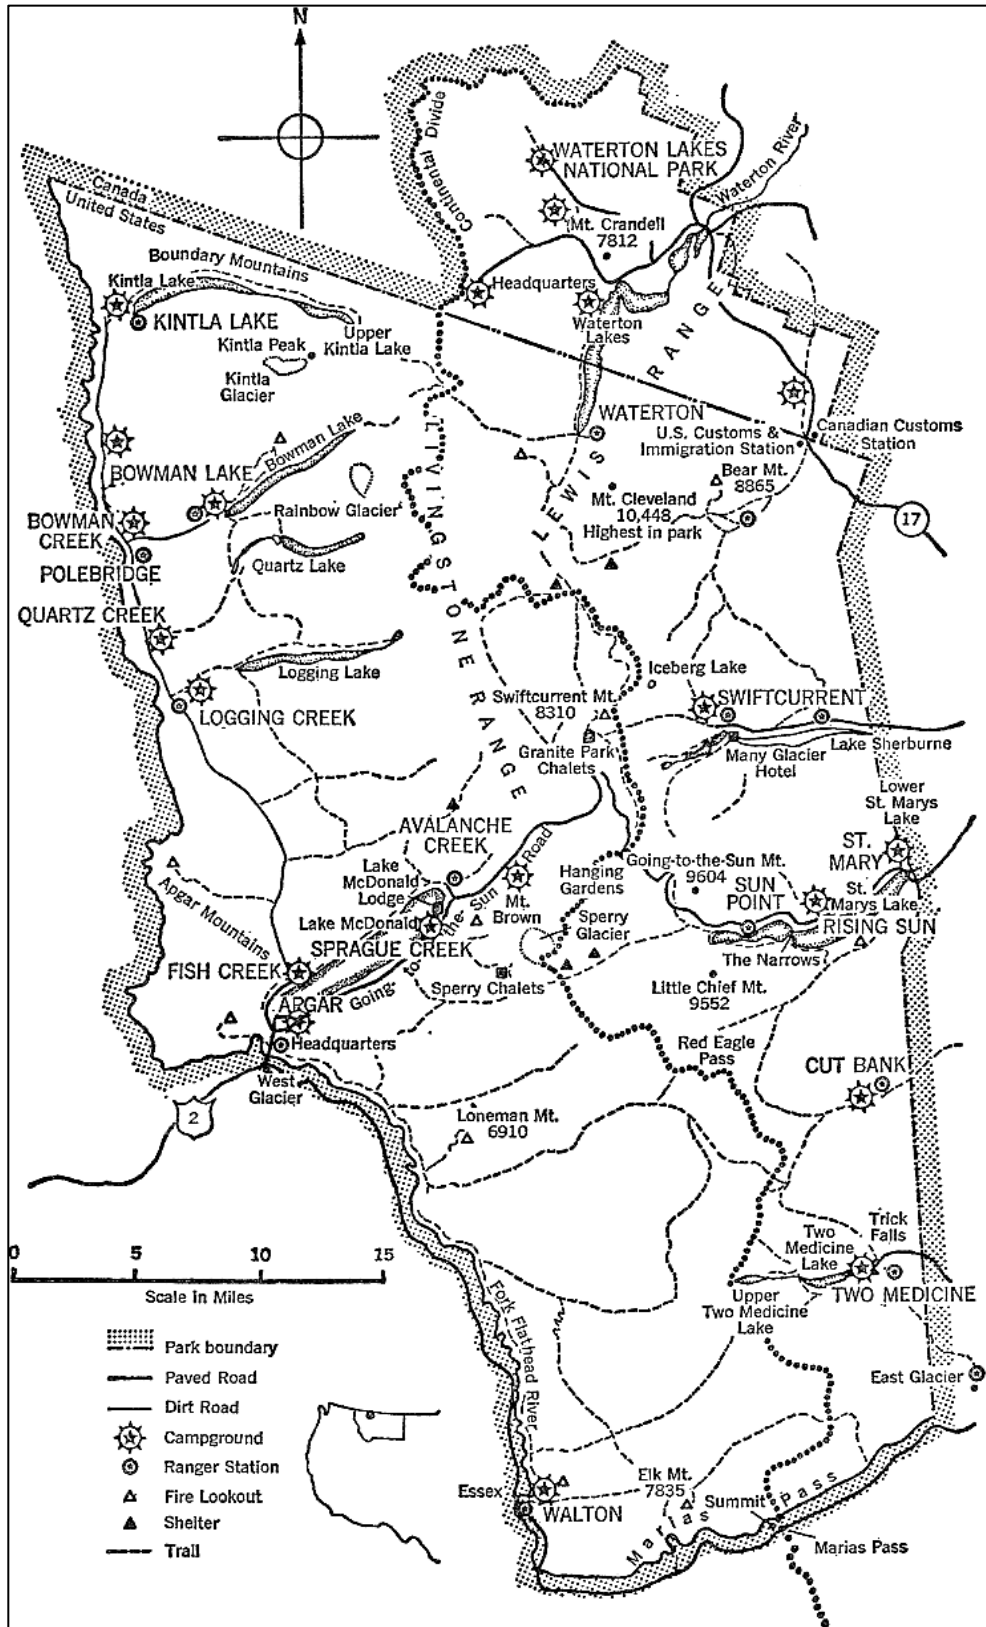 N
Continental Divide
WATERTON LAKES
NATIONAL PARK
Waterton River
Mt. Crandell
7812
Canada
United States
Boundary Mountains
Kintla Lake
Headquarters
KINTLA LAKE
Waterton
Lakes
Upper
Kintla Lake
Kintla Peak
Kintla
Glacier
LEWIS RANGE
WATERTON
U.S. Customs &
Immigration Station
Canadian Customs
Station
Bowman Lake
BOWMAN LAKE
Bear Mt.
8865
LIVINGSTONE RANGE
Rainbow Glacier
Mt. Cleveland
10,448
Highest in park
17
BOWMAN
CREEK
POLEBRIDGE
Quartz Lake
QUARTZ CREEK
Logging Lake
Iceberg Lake
LOGGING CREEK
Swiftcurrent Mt.
8310
SWIFTCURRENT
Granite Park
Chalets
Many Glacier
Hotel
Lake Sherburne
Lower
St. Marys
Lake
AVALANCHE
CREEK
ST.
MARY
Lake
McDonald
Lodge
Going-to-the-Sun Road
Mt.
Brown
Hanging
Gardens
Going-to-the-Sun Mt.
9604
SUN
POINT
St.
Marys Lake
RISING SUN
Apgar Mountains
Lake McDonald
SPRAGUE CREEK
Sperry
Glacier
The Narrows
FISH CREEK
Sperry Chalets
Little Chief Mt.
9552
ARGAR
Headquarters
West
Glacier
Red Eagle
Pass
CUT BANK
2
Loneman Mt.
6910
Trick
Falls
Two
Medicine
Lake
TWO MEDICINE
Upper
Two Medicine
Lake
0 5 10 15
Scale in Miles
Fork Flathead River
East Glacier
Park boundary
Paved Road
Dirt Road
Campground
Ranger Station
Fire Lookout
Shelter
Trail
Essex
WALTON
Elk Mt.
7835
Summit
Marias Pass
Marias Pass